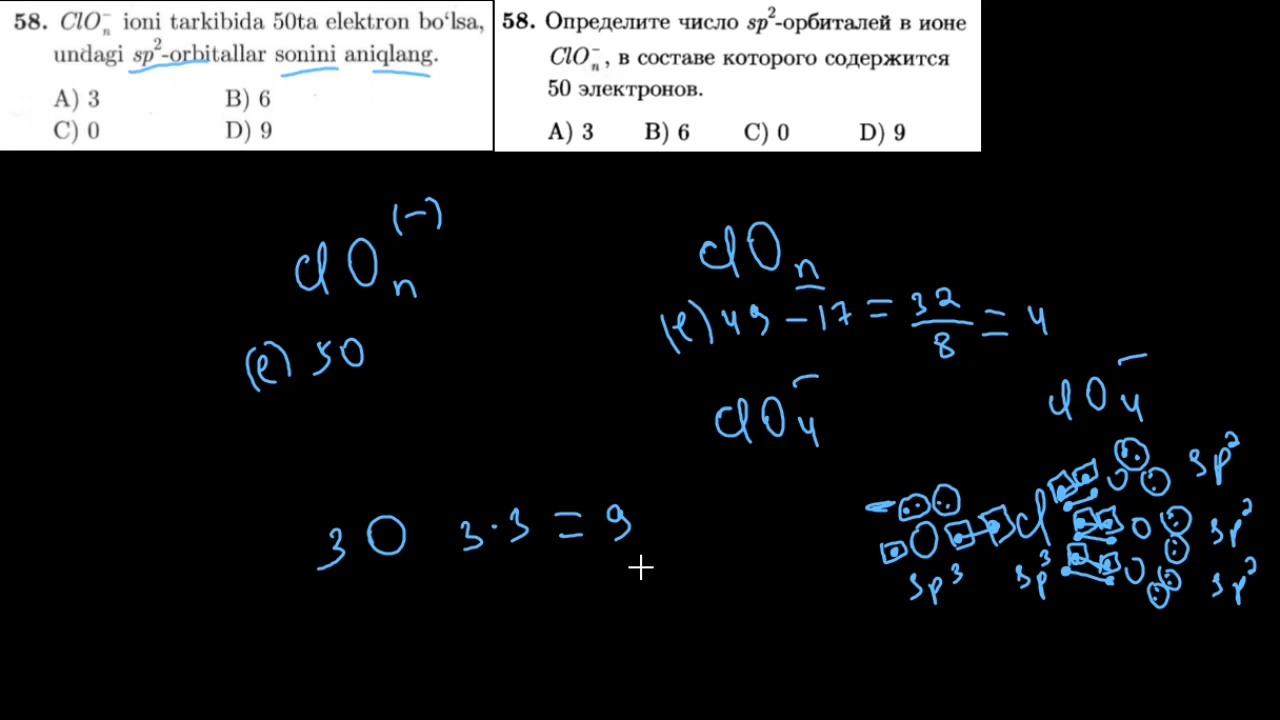 58. ClO⁻ₙ ioni tarkibida 50ta elektron bo‘lsa,
undagi sp²-orbitallar sonini aniqlang.
A) 3 B) 6
C) 0 D) 9
58. Определите число sp²-орбиталей в ионе
ClO⁻ₙ, в составе которого содержится
50 электронов.
A) 3 B) 6 C) 0 D) 9
ClOₙ(−)
(e) 50
ClOₙ
(e) 49 − 17 = 32/8 = 4
ClO₄⁻
ClO₄⁻
3 O 3·3 = 9
O Cl O sp²
O sp²
O sp²
sp³ sp³